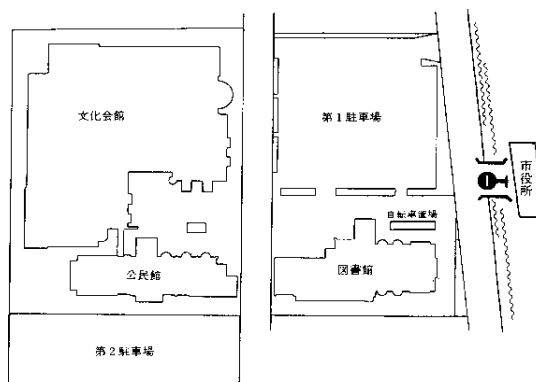 文化会館
第1駐車場
市役所
自転車置場
公民館
図書館
第2駐車場